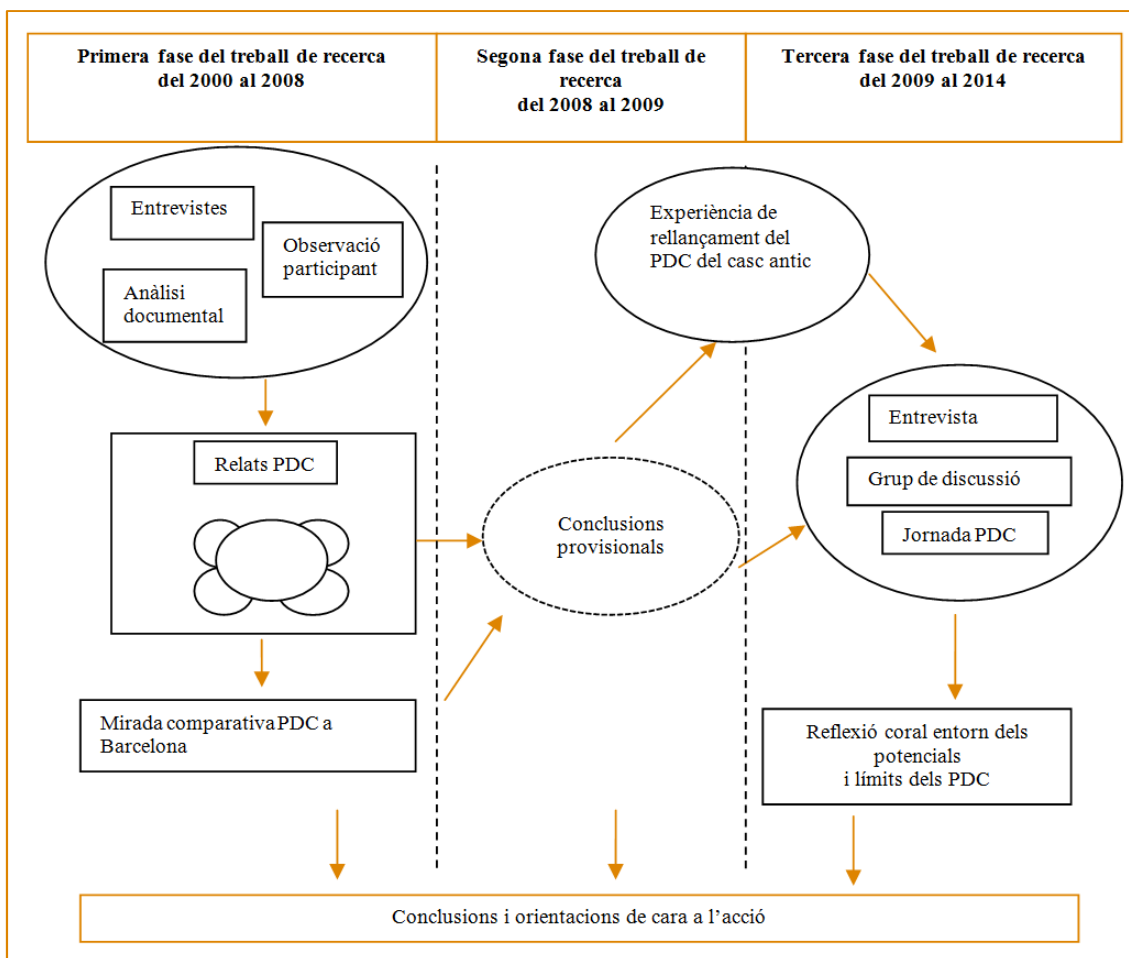 Primera fase del treball de recerca
del 2000 al 2008
Segona fase del treball de
recerca
del 2008 al 2009
Tercera fase del treball de recerca
del 2009 al 2014
Entrevistes
Observació
participant
Anàlisi
documental
Experiència de
rellançament del
PDC del casc antic
Relats PDC
Conclusions
provisionals
Entrevista
Grup de discussió
Jornada PDC
Mirada comparativa PDC a
Barcelona
Reflexió coral entorn dels
potencials
i límits dels PDC
Conclusions i orientacions de cara a l’acció